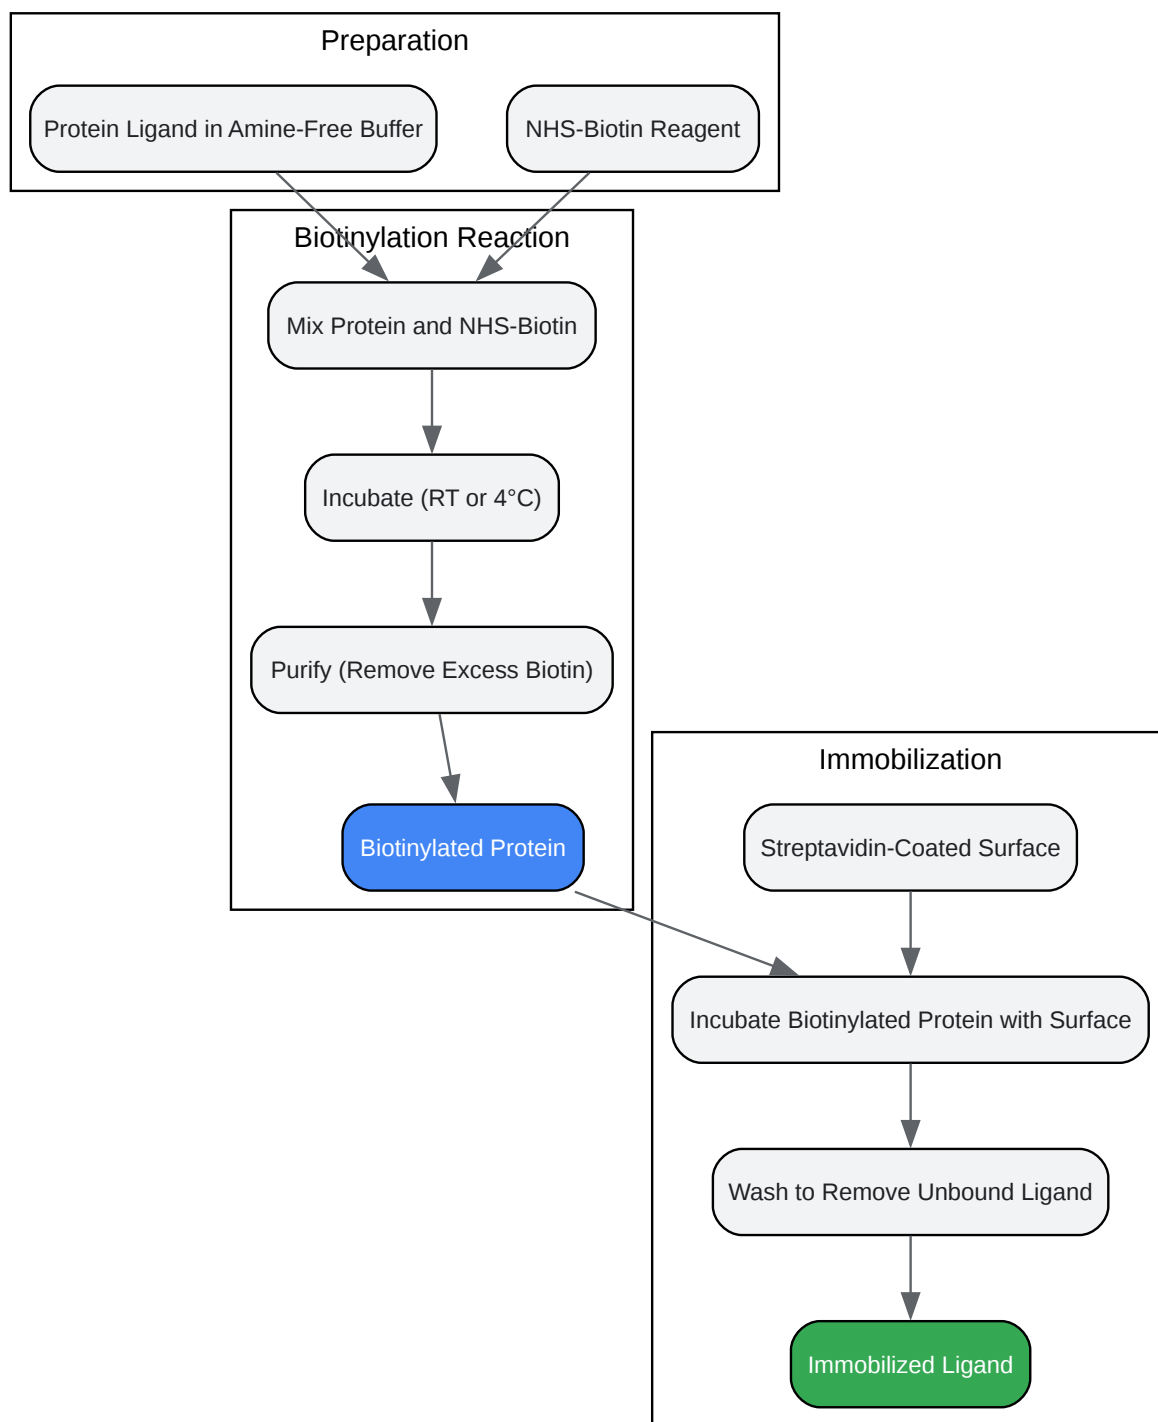 Preparation
Protein Ligand in Amine-Free Buffer
NHS-Biotin Reagent
Biotinylation Reaction
Mix Protein and NHS-Biotin
Incubate (RT or 4°C)
Purify (Remove Excess Biotin)
Biotinylated Protein
Immobilization
Streptavidin-Coated Surface
Incubate Biotinylated Protein with Surface
Wash to Remove Unbound Ligand
Immobilized Ligand